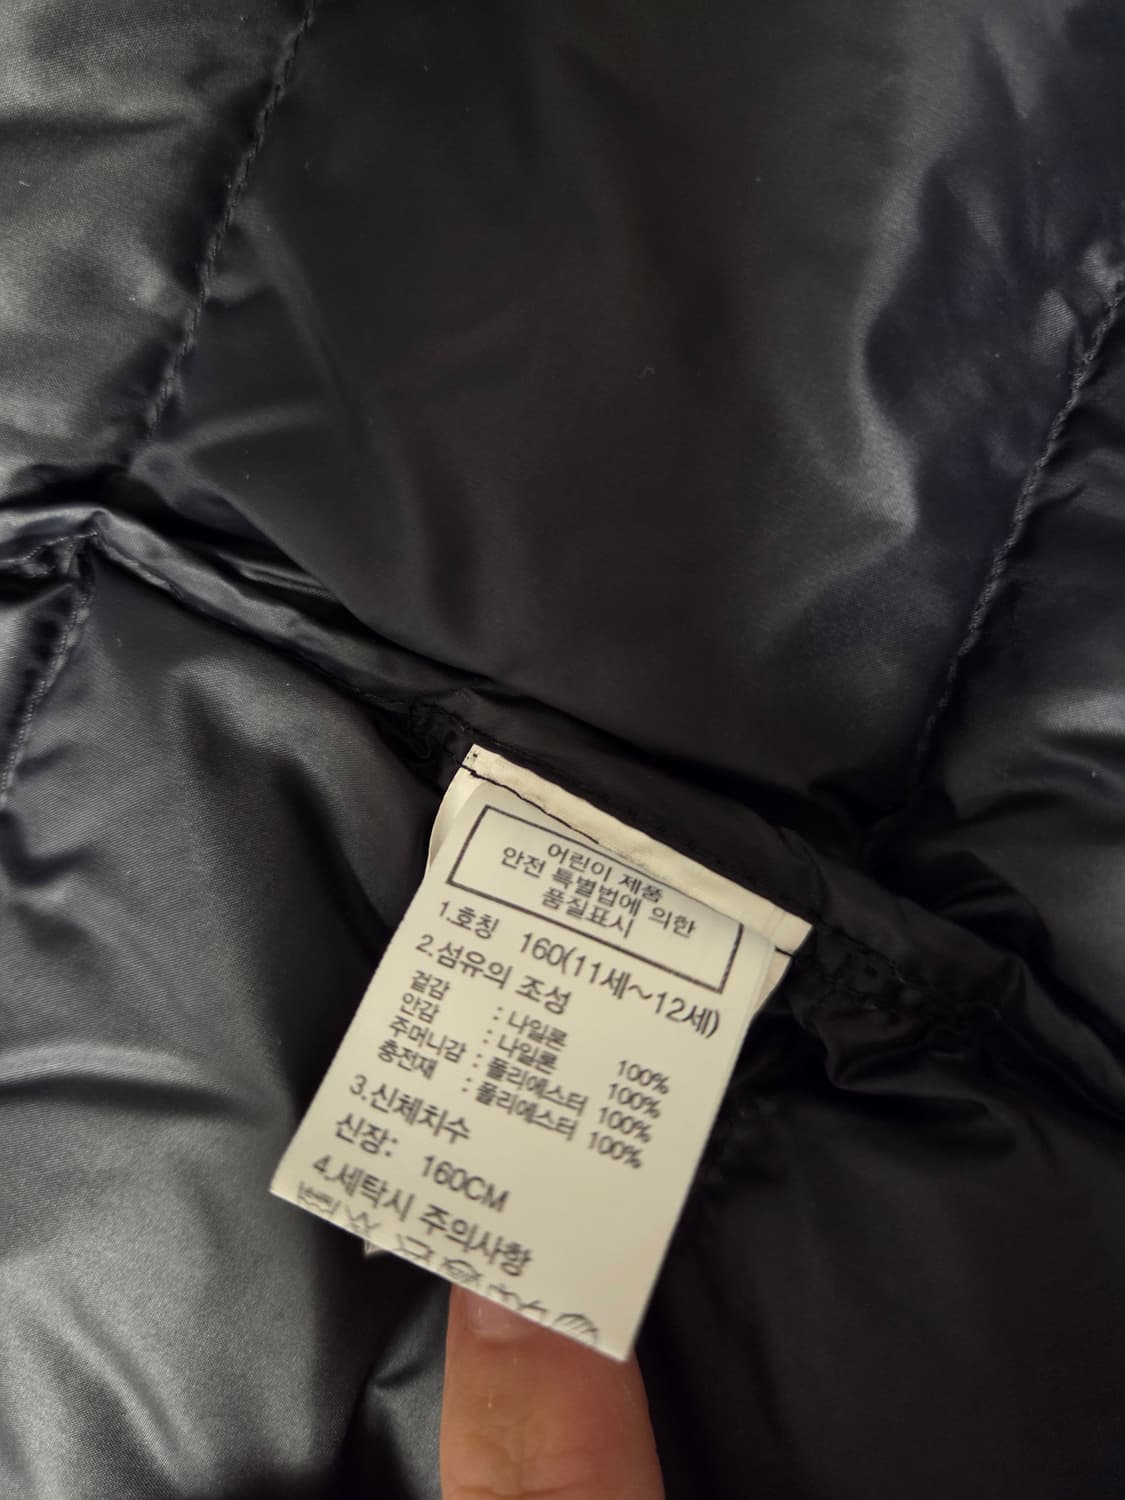 어린이 제품
안전 특별법에 의한
품질표시
1.호칭 160(11세~12세)
2.섬유의 조성
겉감 : 나일론 100%
안감 : 나일론 100%
주머니감 : 폴리에스터 100%
충전재 : 폴리에스터 100%
3.신체치수
신장: 160CM
4.세탁시 주의사항